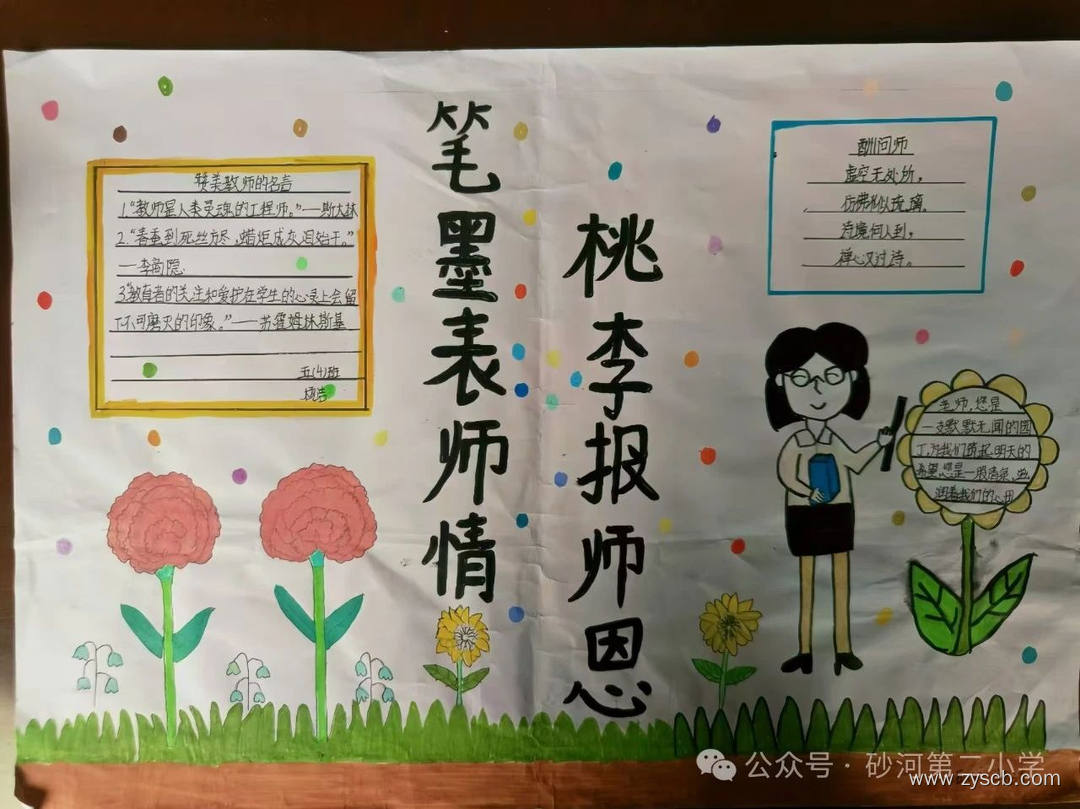 笔墨表师情
桃李报师恩
赞美教师的名言
1."教师是人类灵魂的工程师。"——斯大林
2."春蚕到死丝方尽,蜡炬成灰泪始干。"
—李商隐
3."教育者的关注和爱护在学生的心灵上会留
下不可磨灭的印象。"——苏霍姆林斯基
五(4)班
酬问师
虚空无处所,
仿佛似琉璃。
诗境何人到,
禅心又过诗。
老师,您是
一支默默无闻的园
丁,为我们筑起明天的
希望,您是一股清泉,滋
润着我们的心田
公众号·砂河第二小学
www.zyscb.com